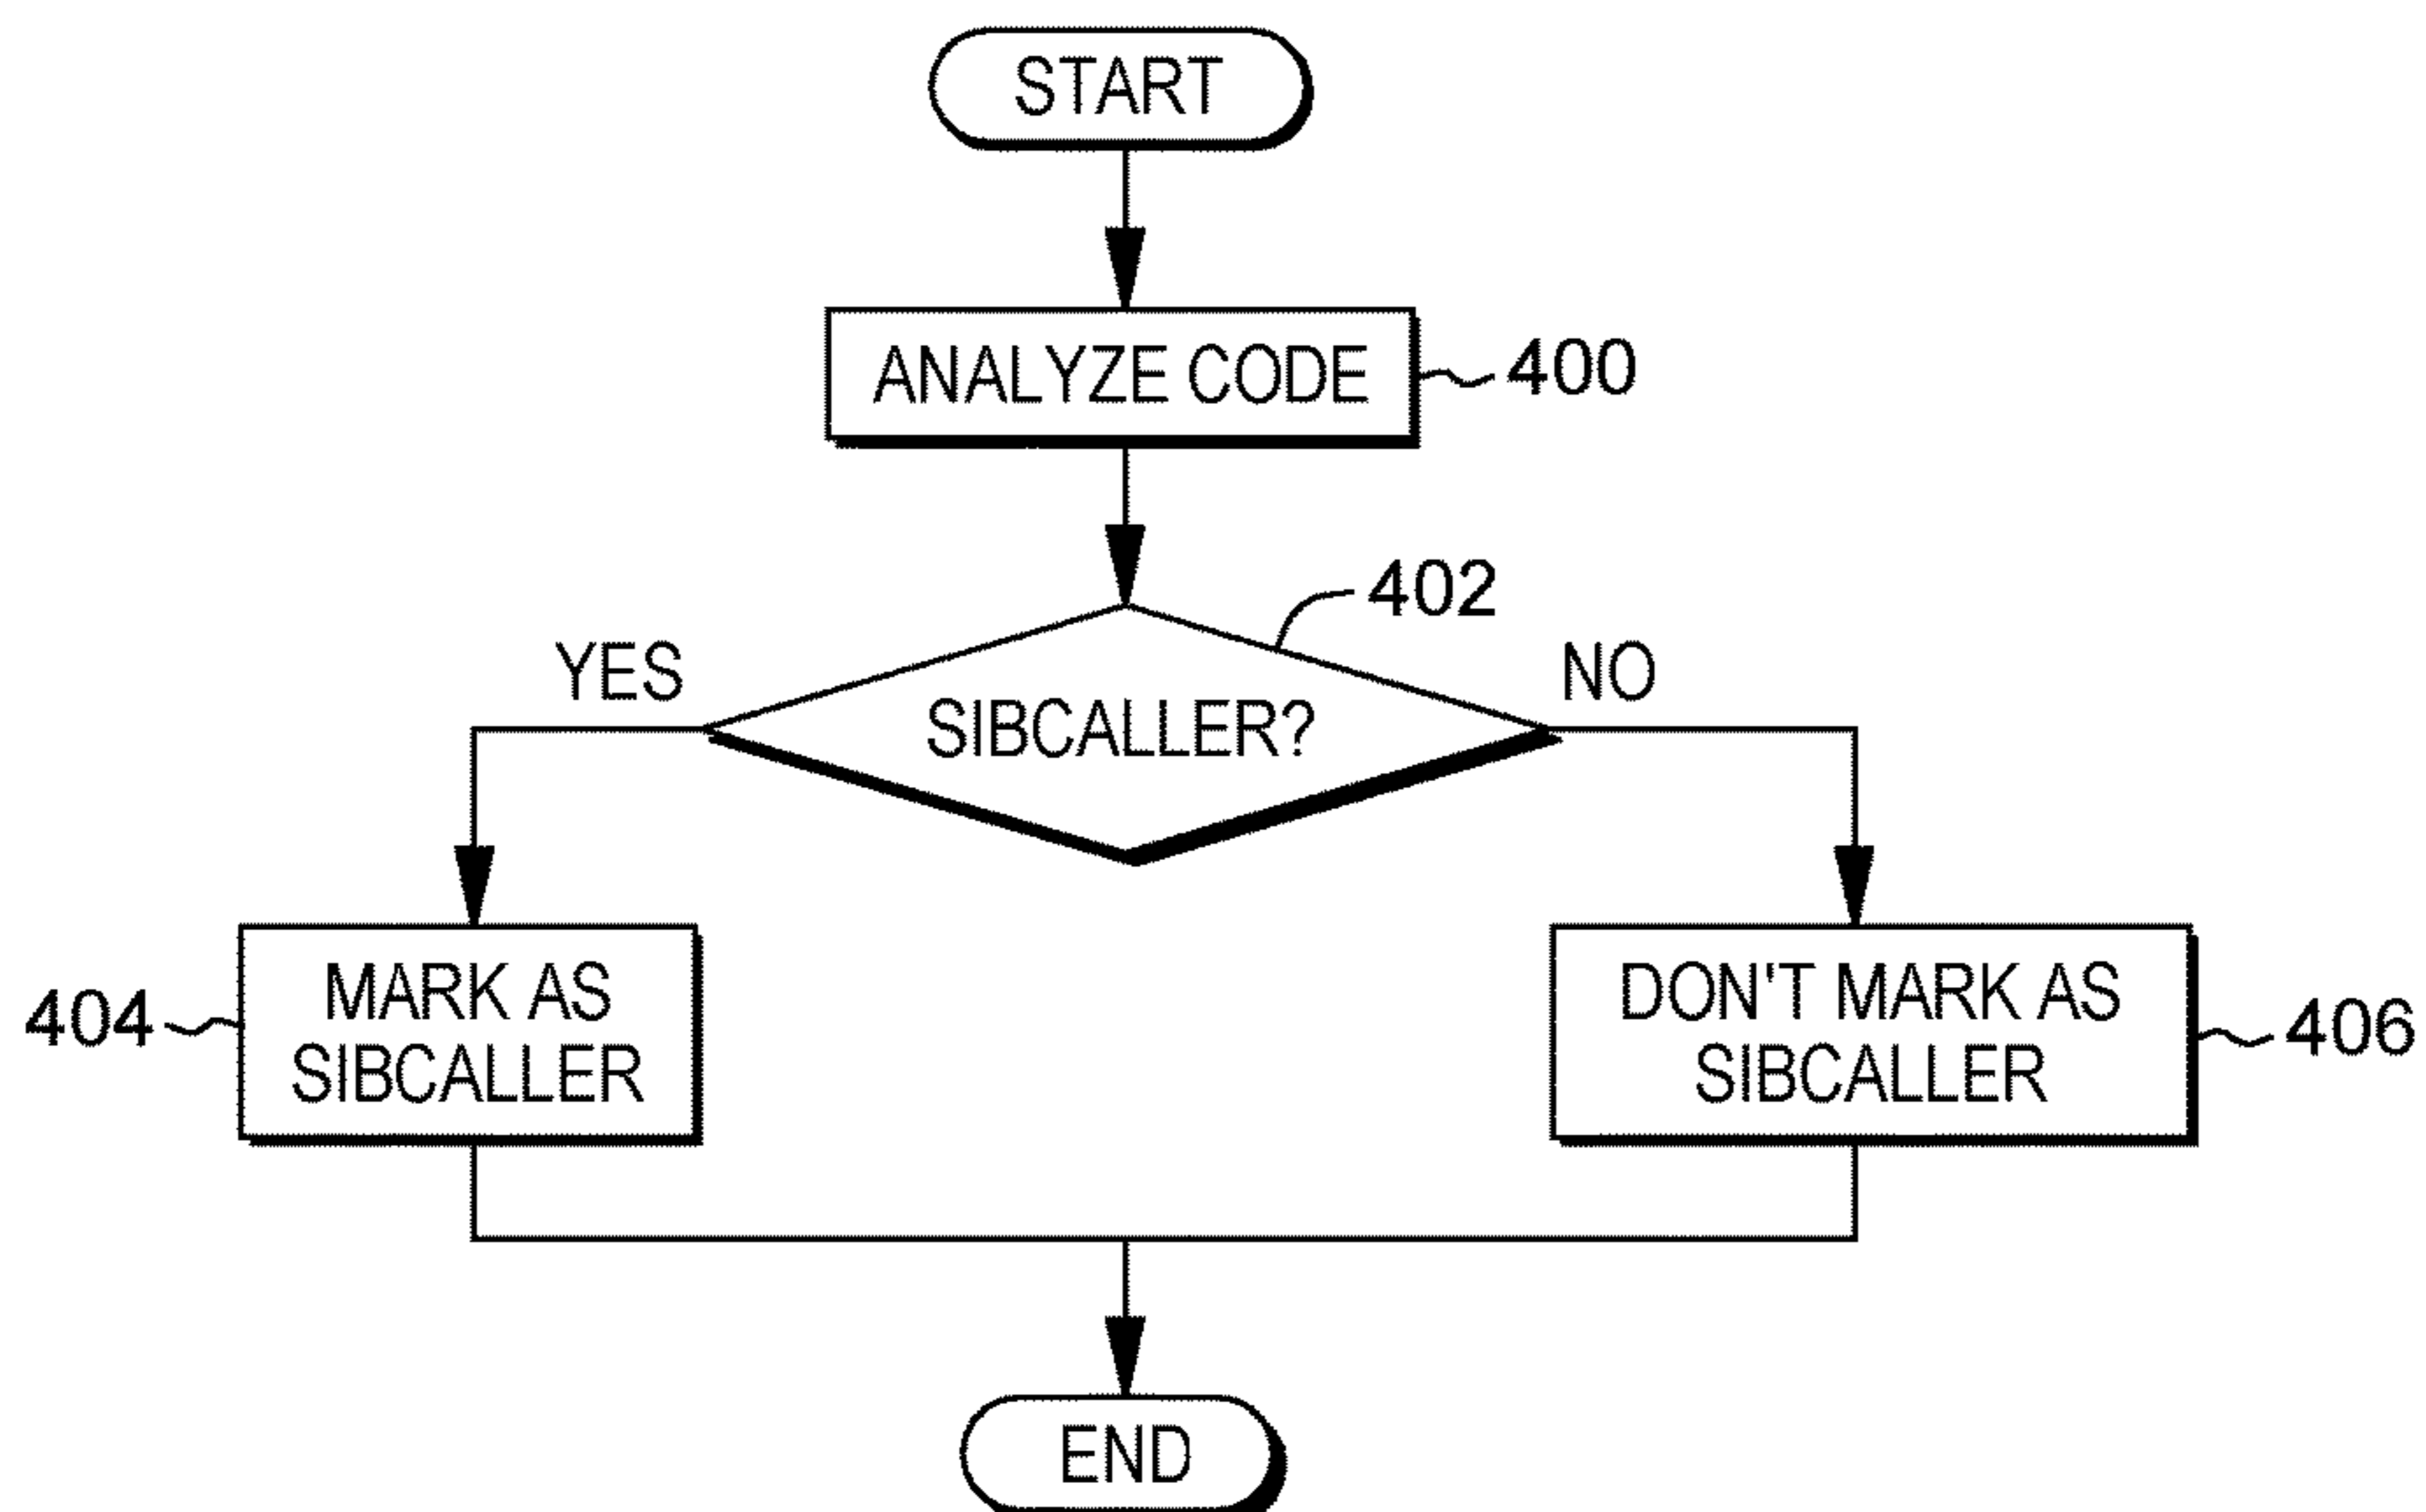 START
ANALYZE CODE
400
402
YES
NO
SIBCALLER?
404
MARK AS
SIBCALLER
DON'T MARK AS
SIBCALLER
406
END